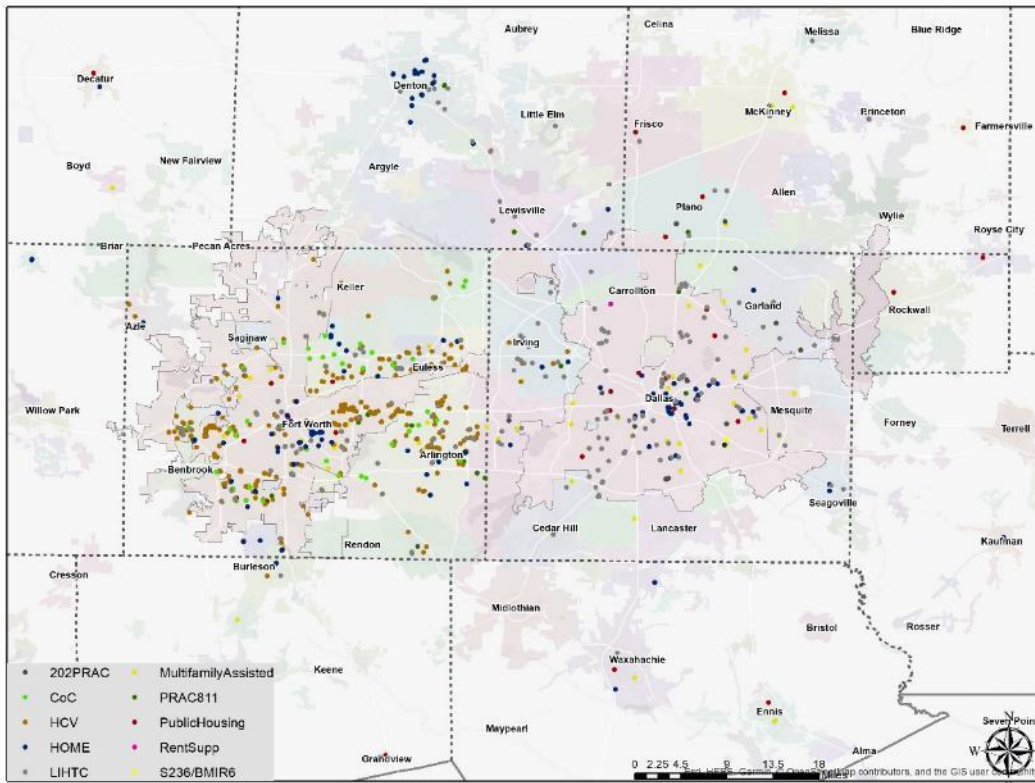 Celina
Aubrey
Melissa
Blue Ridge
Decatur
Denton
Little Elm
Frisco
McKinney
Princeton
Farmersville
Boyd
New Fairview
Argyle
Lewisville
Plano
Allen
Wylie
Royse City
Briar
Pecan Acres
Keller
Carrollton
Garland
Rockwall
Azle
Saginaw
Euless
Irving
Willow Park
Fort Worth
Dallas
Mesquite
Forney
Terrell
Benbrook
Arlington
Seagoville
Cedar Hill
Lancaster
Rendon
Kaufman
Cresson
Burleson
Midlothian
Bristol
Rosser
Keene
Waxahachie
Maypearl
Ennis
Alma
Seven Poin
Grandview
202PRAC
CoC
HCV
HOME
LIHTC
MultifamilyAssisted
PRAC811
PublicHousing
RentSupp
S236/BMIR6
0 2.25 4.5 9 13.5 18
Miles
N
W